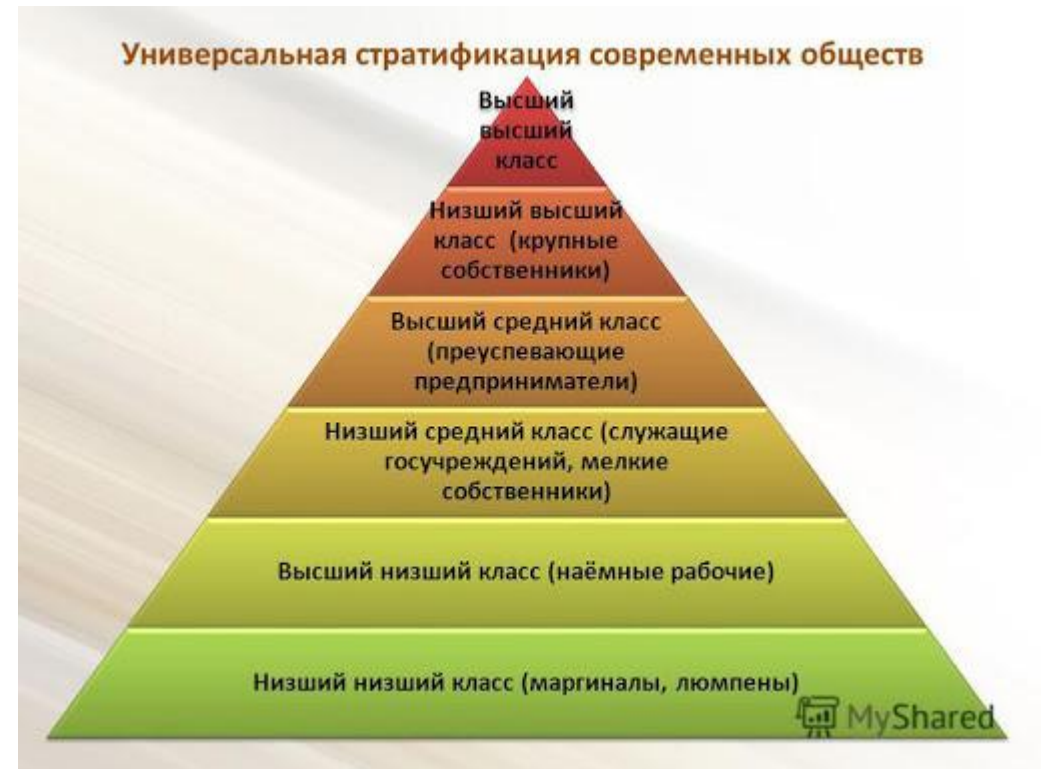 Универсальная стратификация современных обществ
Высший
высший
класс
Низший высший
класс (крупные
собственники)
Высший средний класс
(преуспевающие
предприниматели)
Низший средний класс (служащие
госучреждений, мелкие
собственники)
Высший низший класс (наёмные рабочие)
Низший низший класс (маргиналы, люмпены)
MyShared